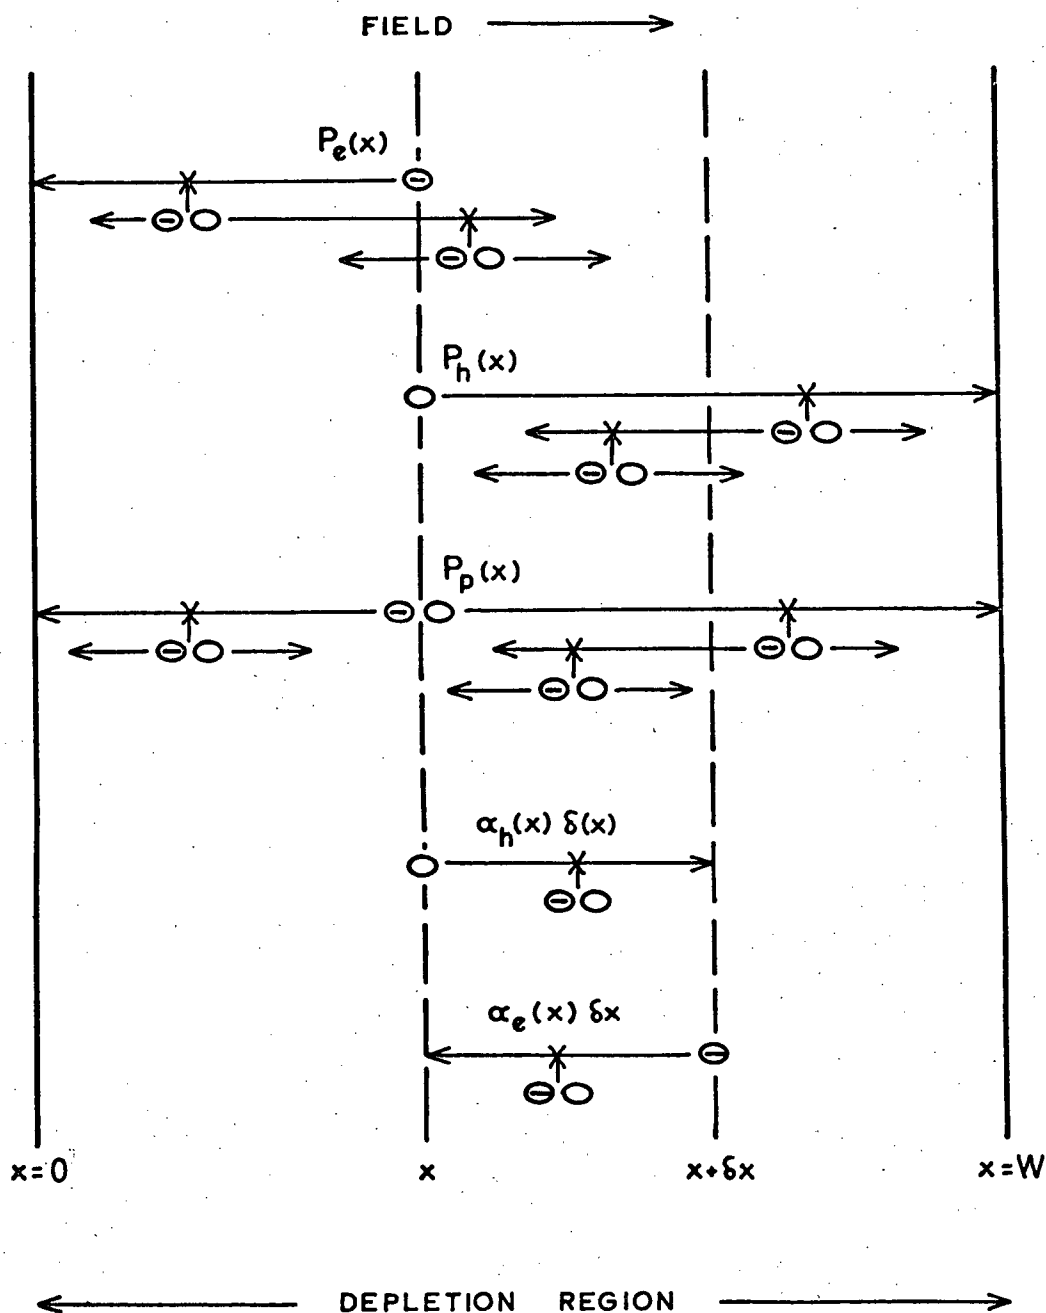 FIELD
Pe(x)
Ph(x)
Pp(x)
αh(x) δ(x)
αe(x) δx
x=0 x x+δx x=W
DEPLETION REGION